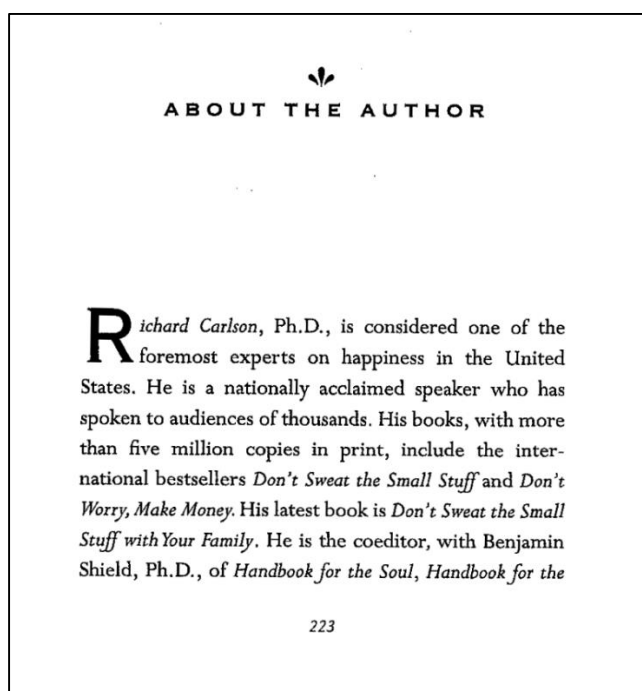 ABOUT THE AUTHOR
Richard Carlson, Ph.D., is considered one of the
foremost experts on happiness in the United
States. He is a nationally acclaimed speaker who has
spoken to audiences of thousands. His books, with more
than five million copies in print, include the inter-
national bestsellers Don't Sweat the Small Stuff and Don't
Worry, Make Money. His latest book is Don't Sweat the Small
Stuff with Your Family. He is the coeditor, with Benjamin
Shield, Ph.D., of Handbook for the Soul, Handbook for the
223